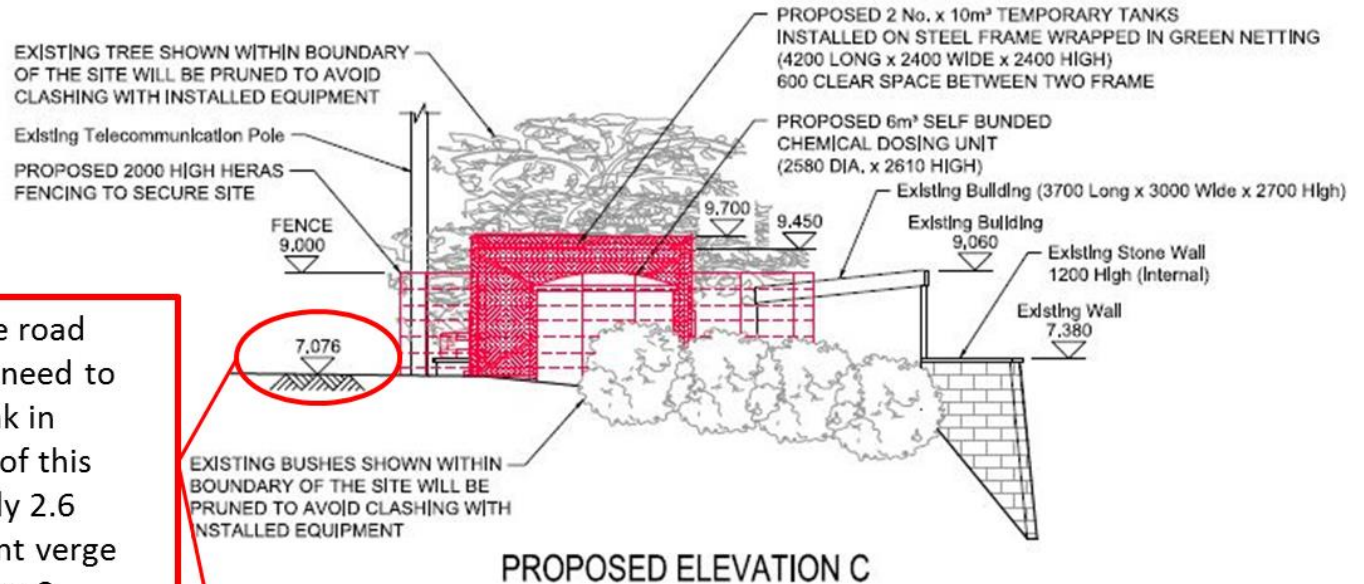 EXISTING TREE SHOWN WITHIN BOUNDARY
OF THE SITE WILL BE PRUNED TO AVOID
CLASHING WITH INSTALLED EQUIPMENT
Existing Telecommunication Pole
PROPOSED 2000 HIGH HERAS
FENCING TO SECURE SITE
FENCE
9.000
7.076
PROPOSED 2 No. x 10m³ TEMPORARY TANKS
INSTALLED ON STEEL FRAME WRAPPED IN GREEN NETTING
(4200 LONG x 2400 WIDE x 2400 HIGH)
600 CLEAR SPACE BETWEEN TWO FRAME
PROPOSED 6m³ SELF BUNDED
CHEMICAL DOSING UNIT
(2580 DIA. x 2610 HIGH)
Existing Building (3700 Long x 3000 Wide x 2700 High)
9.700
9.450
Existing Building
9.060
Existing Stone Wall
1200 High (Internal)
Existing Wall
7.380
road
need to
in
of this
2.6
verge
EXISTING BUSHES SHOWN WITHIN
BOUNDARY OF THE SITE WILL BE
PRUNED TO AVOID CLASHING WITH
INSTALLED EQUIPMENT
PROPOSED ELEVATION C